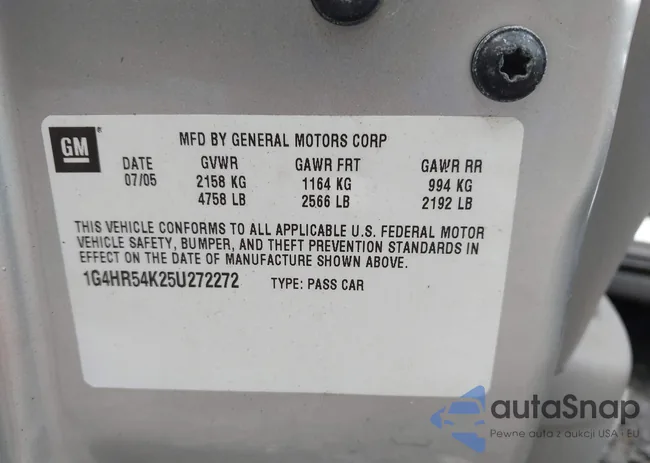 GM
MFD BY GENERAL MOTORS CORP
DATE GVWR GAWR FRT GAWR RR
07/05 2158 KG 1164 KG 994 KG
4758 LB 2566 LB 2192 LB
THIS VEHICLE CONFORMS TO ALL APPLICABLE U.S. FEDERAL MOTOR
VEHICLE SAFETY, BUMPER, AND THEFT PREVENTION STANDARDS IN
EFFECT ON THE DATE OF MANUFACTURE SHOWN ABOVE.
1G4HR54K25U272272 TYPE: PASS CAR
autaSnap
Pewne auta z aukcji USA · EU